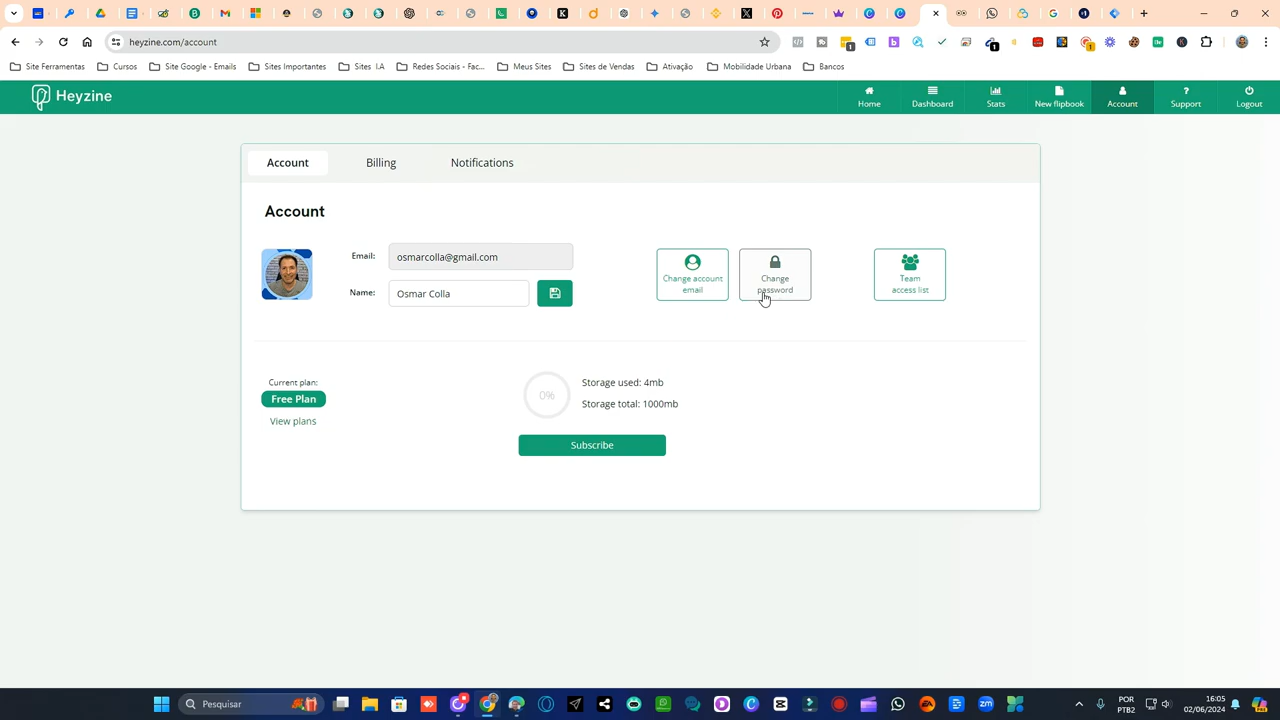 heyzine.com/account
Site Ferramentas
Cursos
Site Google - Emails
Sites Importantes
Sites I.A
Redes Sociais - Fac...
Meus Sites
Sites de Vendas
Ativação
Mobilidade Urbana
Bancos
Heyzine
Home
Dashboard
Stats
New flipbook
Account
Support
Logout
Account
Billing
Notifications
Account
Email:
osmarcolla@gmail.com
Name:
Osmar Colla
Change account
email
Change
password
Team
access list
Current plan:
Free Plan
View plans
0%
Storage used: 4mb
Storage total: 1000mb
Subscribe
Pesquisar
POR
PTB2
16:05
02/06/2024